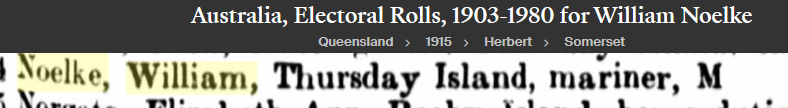 Australia, Electoral Rolls, 1903-1980 for William Noelke
Queensland > 1915 > Herbert > Somerset
Noelke, William, Thursday Island, mariner, M